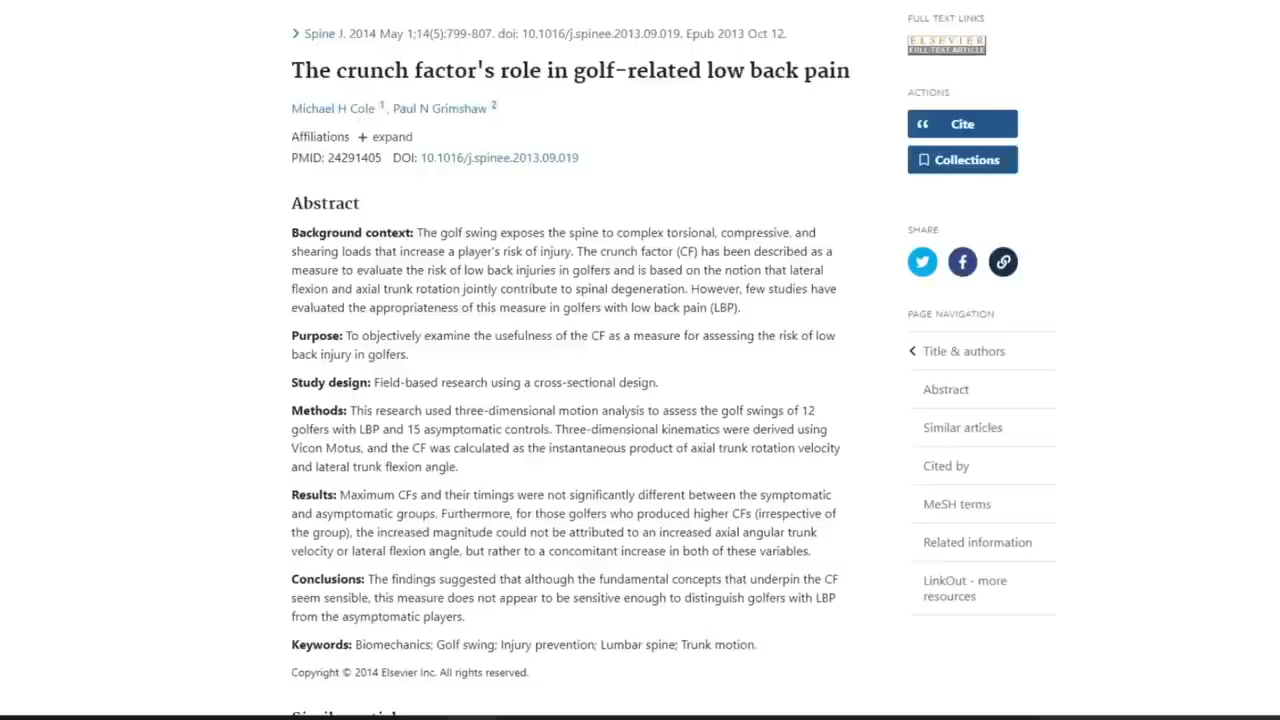 Spine J. 2014 May 1;14(5):799-807. doi: 10.1016/j.spinee.2013.09.019. Epub 2013 Oct 12.
The crunch factor's role in golf-related low back pain
Michael H Cole 1, Paul N Grimshaw 2
Affiliations + expand
PMID: 24291405 DOI: 10.1016/j.spinee.2013.09.019
Abstract
Background context: The golf swing exposes the spine to complex torsional, compressive, and
shearing loads that increase a player's risk of injury. The crunch factor (CF) has been described as a
measure to evaluate the risk of low back injuries in golfers and is based on the notion that lateral
flexion and axial trunk rotation jointly contribute to spinal degeneration. However, few studies have
evaluated the appropriateness of this measure in golfers with low back pain (LBP).
Purpose: To objectively examine the usefulness of the CF as a measure for assessing the risk of low
back injury in golfers.
Study design: Field-based research using a cross-sectional design.
Methods: This research used three-dimensional motion analysis to assess the golf swings of 12
golfers with LBP and 15 asymptomatic controls. Three-dimensional kinematics were derived using
Vicon Motus, and the CF was calculated as the instantaneous product of axial trunk rotation velocity
and lateral trunk flexion angle.
Results: Maximum CFs and their timings were not significantly different between the symptomatic
and asymptomatic groups. Furthermore, for those golfers who produced higher CFs (irrespective of
the group), the increased magnitude could not be attributed to an increased axial angular trunk
velocity or lateral flexion angle, but rather to a concomitant increase in both of these variables.
Conclusions: The findings suggested that although the fundamental concepts that underpin the CF
seem sensible, this measure does not appear to be sensitive enough to distinguish golfers with LBP
from the asymptomatic players.
Keywords: Biomechanics; Golf swing; Injury prevention; Lumbar spine; Trunk motion.
Copyright © 2014 Elsevier Inc. All rights reserved.
FULL TEXT LINKS
ELSEVIER
FULL-TEXT ARTICLE
ACTIONS
Cite
Collections
SHARE
PAGE NAVIGATION
Title & authors
Abstract
Similar articles
Cited by
MeSH terms
Related information
LinkOut - more
resources